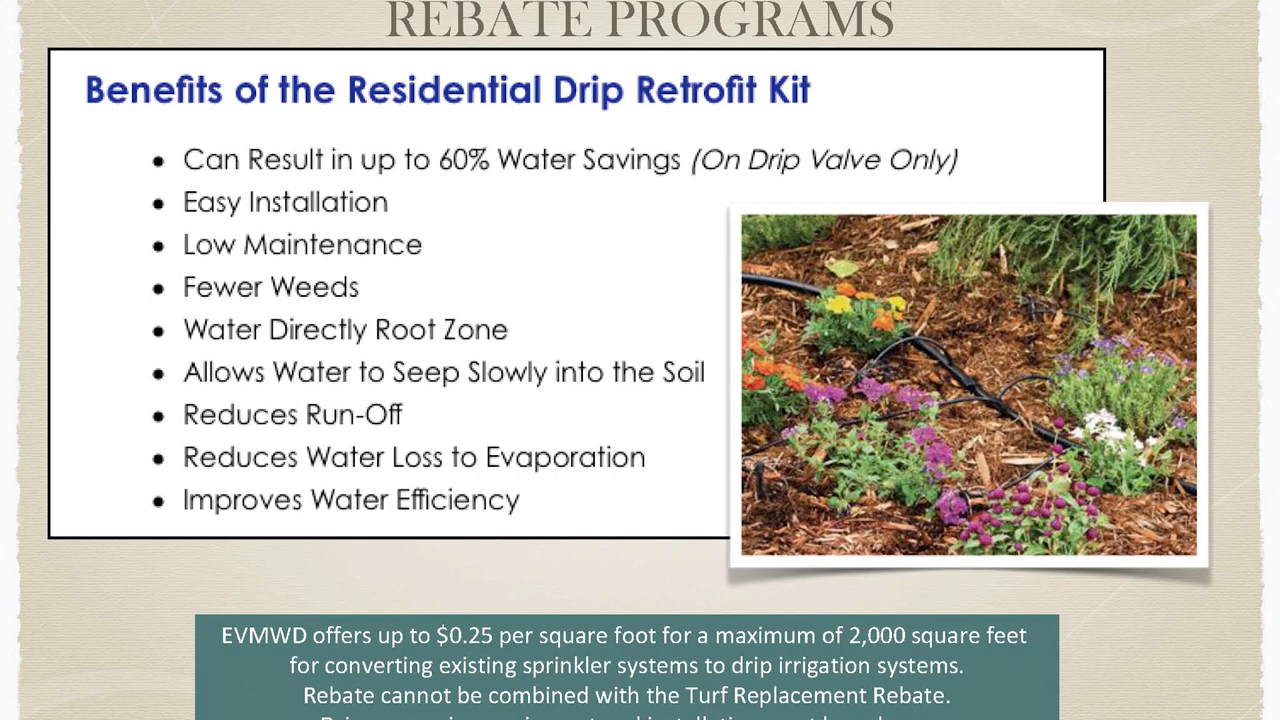 REBATE PROGRAMS
Benefits of the Residential Drip Retrofit Kit
• Can Result in up to 60% Water Savings (On Drip Valve Only)
• Easy Installation
• Low Maintenance
• Fewer Weeds
• Water Directly Root Zone
• Allows Water to Seep Slowly into the Soil
• Reduces Run-Off
• Reduces Water Loss to Evaporation
• Improves Water Efficiency
EVMWD offers up to $0.25 per square foot for a maximum of 2,000 square feet
for converting existing sprinkler systems to drip irrigation systems.
Rebate cannot be combined with the Turf Replacement Rebate.